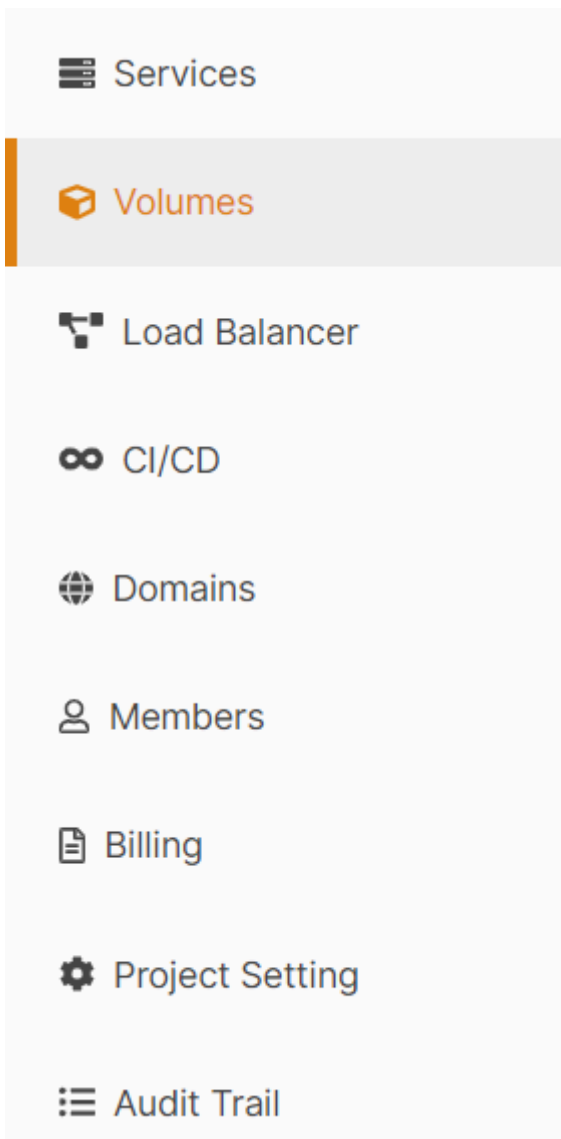 Services
Volumes
Load Balancer
CI/CD
Domains
Members
Billing
Project Setting
Audit Trail